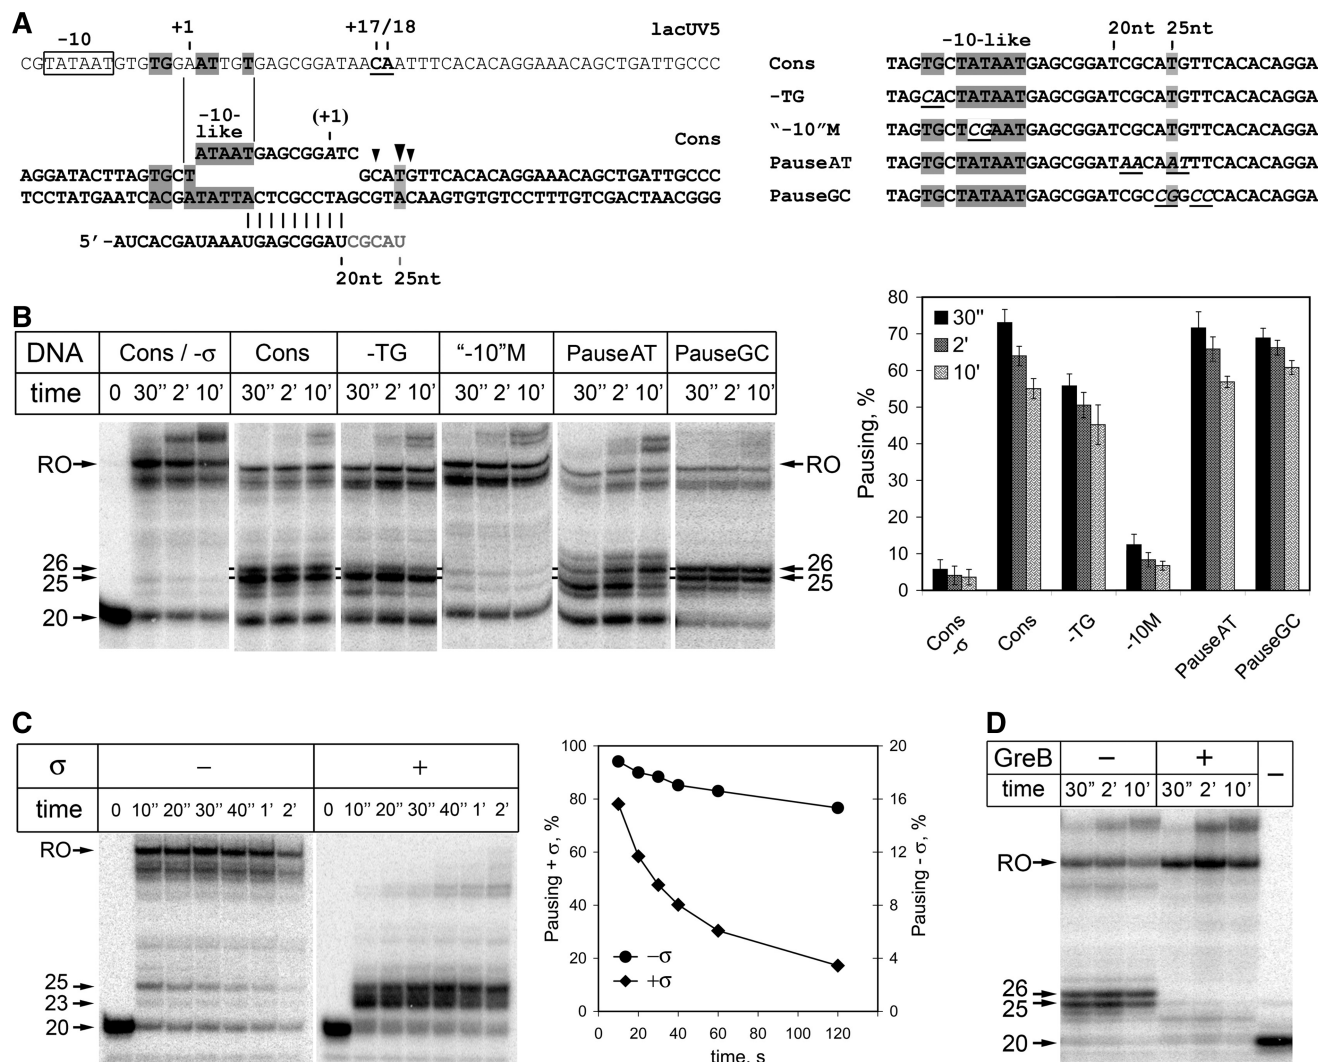 A
-10
+1
+17/18
lacUV5
CGTATAATGTGTGGAATTGTGAGCGGATAACAATTTCACACAGGAAACAGCTGATTGCCC
-10-
like
(+1)
Cons
ATAATGAGCGGATC
AGGATACTTAGTGCT
GCATGTTCACACAGGAAACAGCTGATTGCCC
TCCTATGAATCACGATATTACTCGCCTAGCGTACAAGTGTGTCCTTTGTCGACTAACGGG
5′-AUCACGAUAAAUGAGCGGAUCGCAU
20nt 25nt
-10-like
20nt 25nt
Cons TAGTGCTATAATGAGCGGATCGCATGTTCACACAGGA
-TG TAGCACTATAATGAGCGGATCGCATGTTCACACAGGA
"-10"M TAGTGCTCGAATGAGCGGATCGCATGTTCACACAGGA
PauseAT TAGTGCTATAATGAGCGGATAACAATTTCACACAGGA
PauseGC TAGTGCTATAATGAGCGGATCGCCGGCCCACACAGGA
B
DNA Cons / -σ Cons -TG “-10”M PauseAT PauseGC
time 0 30” 2’ 10’ 30” 2’ 10’ 30” 2’ 10’ 30” 2’ 10’ 30” 2’ 10’ 30” 2’ 10’
RO
26
25
20
RO
26
25
Pausing, %
80
70
60
50
40
30
20
10
0
30"
2'
10'
Cons -σ
Cons
-TG
-10M
PauseAT
PauseGC
C
σ − +
time 0 10” 20” 30” 40” 1’ 2’ 0 10” 20” 30” 40” 1’ 2’
RO
25
23
20
Pausing + σ, %
100
80
60
40
20
0
−σ
+σ
0 20 40 60 80 100 120
time, s
20
16
12
8
4
0
Pausing - σ, %
D
GreB − + −
time 30” 2’ 10’ 30” 2’ 10’
RO
26
25
20